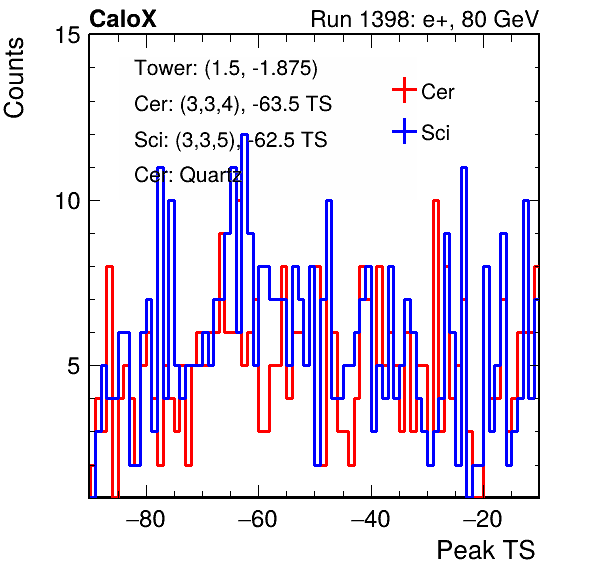 CaloX Run 1398: e+, 80 GeV
Counts
15
Tower: (1.5, -1.875)
Cer: (3,3,4), -63.5 TS
Sci: (3,3,5), -62.5 TS
Cer: Quartz
Cer
Sci
10
5
−80 −60 −40 −20
Peak TS